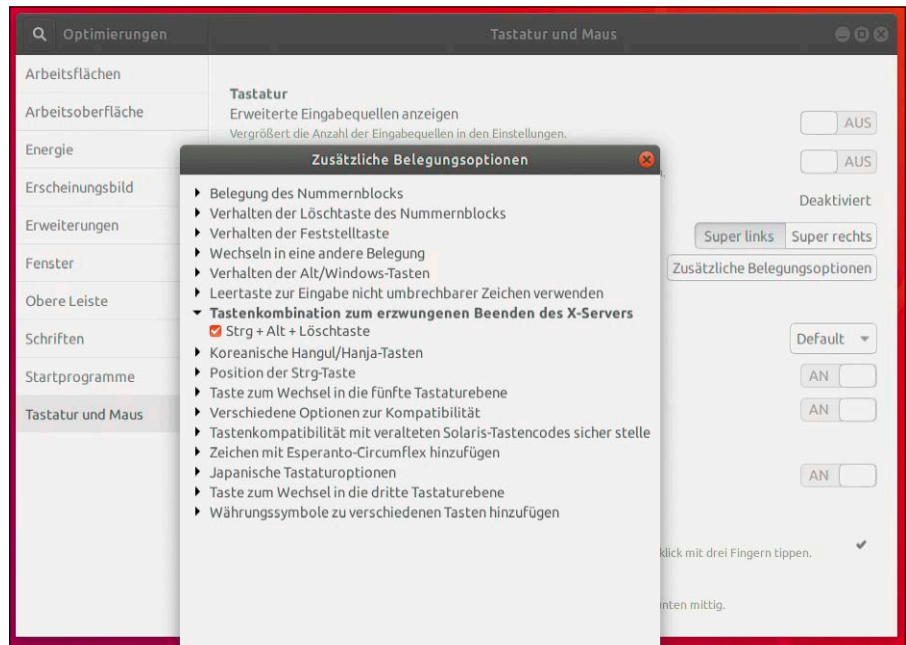 Optimierungen
Tastatur und Maus
Arbeitsflächen
Arbeitsoberfläche
Energie
Erscheinungsbild
Erweiterungen
Fenster
Obere Leiste
Schriften
Startprogramme
Tastatur und Maus
Tastatur
Erweiterte Eingabequellen anzeigen
Vergrößert die Anzahl der Eingabequellen in den Einstellungen.
AUS
AUS
Deaktiviert
Super links
Super rechts
Zusätzliche Belegungsoptionen
Default
AN
AN
AN
klick mit drei Fingern tippen.
unten mittig.
Zusätzliche Belegungsoptionen
Belegung des Nummernblocks
Verhalten der Löschtaste des Nummernblocks
Verhalten der Feststelltaste
Wechseln in eine andere Belegung
Verhalten der Alt/Windows-Tasten
Leertaste zur Eingabe nicht umbrechbarer Zeichen verwenden
Tastenkombination zum erzwungenen Beenden des X-Servers
Strg + Alt + Löschtaste
Koreanische Hangul/Hanja-Tasten
Position der Strg-Taste
Taste zum Wechsel in die fünfte Tastaturebene
Verschiedene Optionen zur Kompatibilität
Tastenkompatibilität mit veralteten Solaris-Tastencodes sicher stelle
Zeichen mit Esperanto-Circumflex hinzufügen
Japanische Tastaturoptionen
Taste zum Wechsel in die dritte Tastaturebene
Währungssymbole zu verschiedenen Tasten hinzufügen